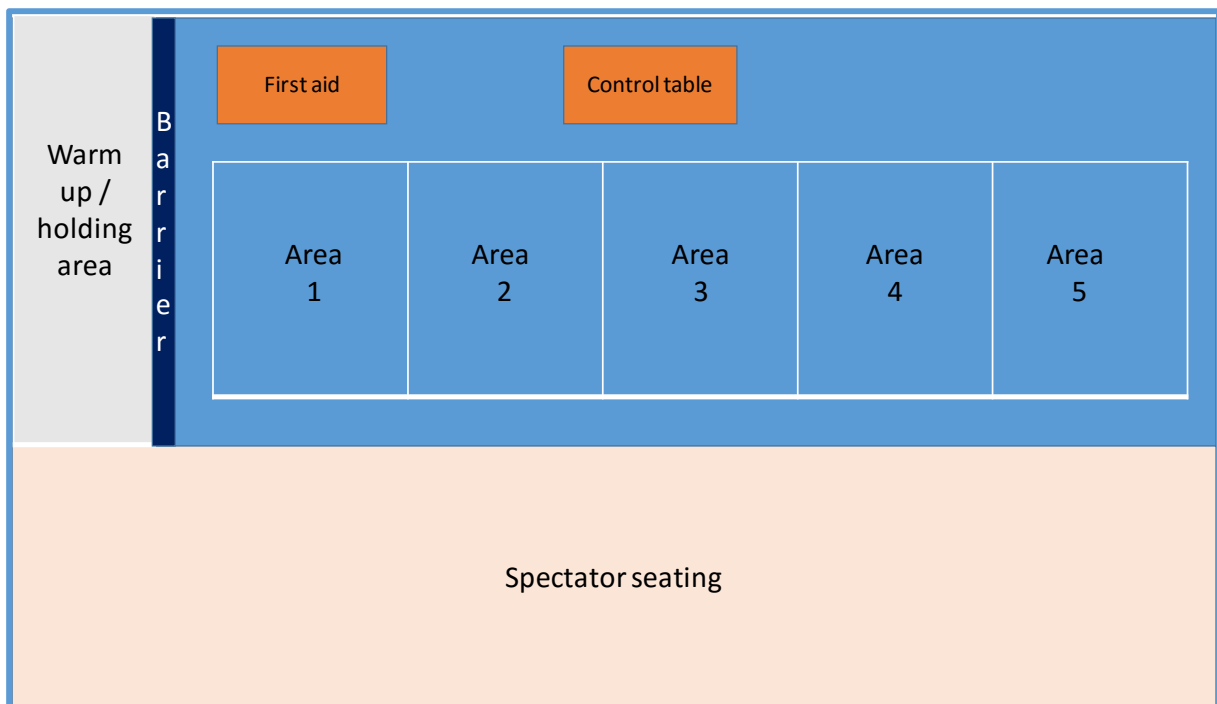 Warm
up /
holding
area
Barrier
First aid
Control table
Area
1
Area
2
Area
3
Area
4
Area
5
Spectator seating